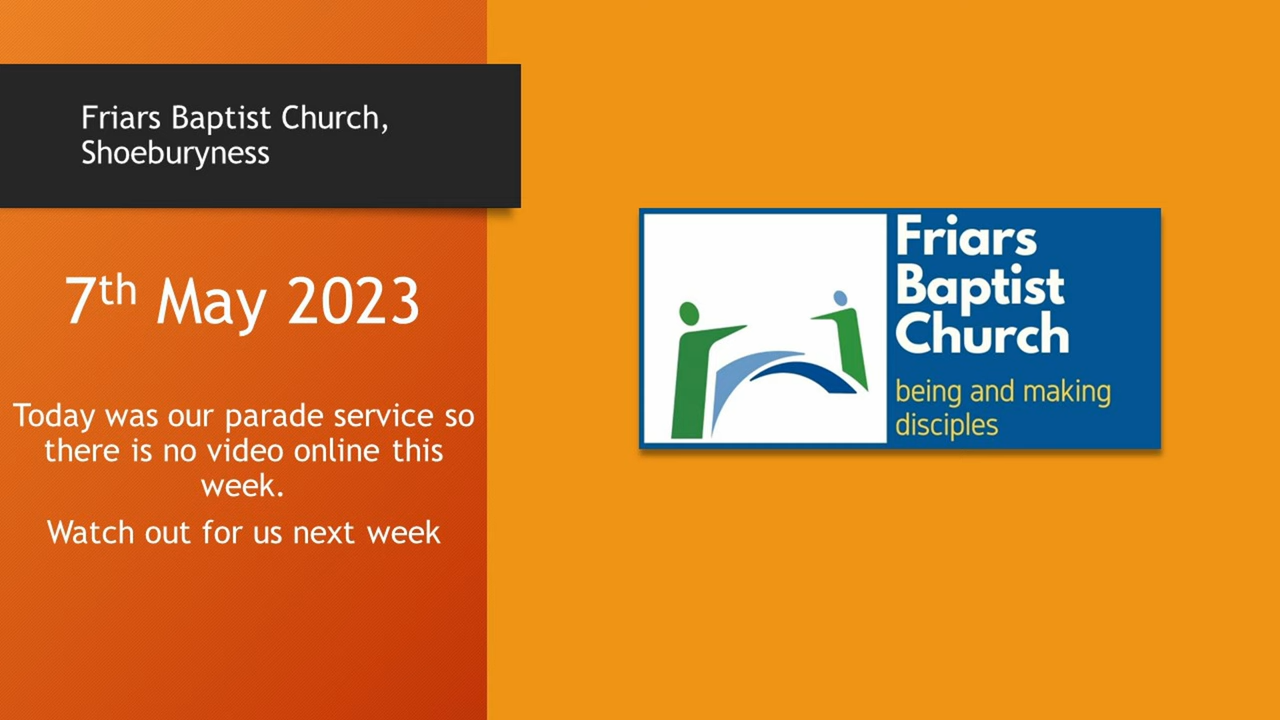 Friars Baptist Church,
Shoeburyness
7th May 2023
Today was our parade service so
there is no video online this
week.
Watch out for us next week
Friars
Baptist
Church
being and making
disciples